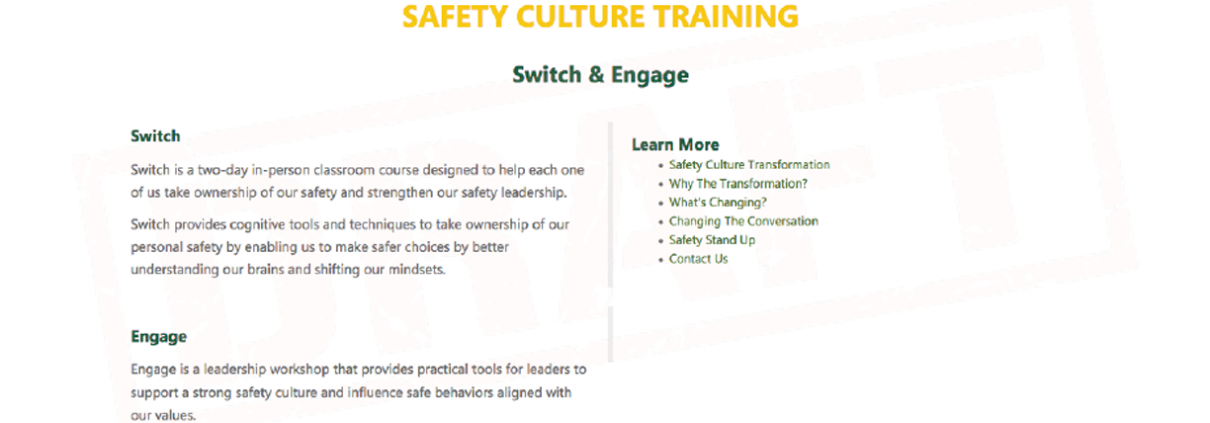 SAFETY CULTURE TRAINING
Switch & Engage
Switch
Switch is a two-day in-person classroom course designed to help each one
of us take ownership of our safety and strengthen our safety leadership.
Switch provides cognitive tools and techniques to take ownership of our
personal safety by enabling us to make safer choices by better
understanding our brains and shifting our mindsets.
Engage
Engage is a leadership workshop that provides practical tools for leaders to
support a strong safety culture and influence safe behaviors aligned with
our values.
Learn More
• Safety Culture Transformation
• Why The Transformation?
• What's Changing?
• Changing The Conversation
• Safety Stand Up
• Contact Us
DRAFT